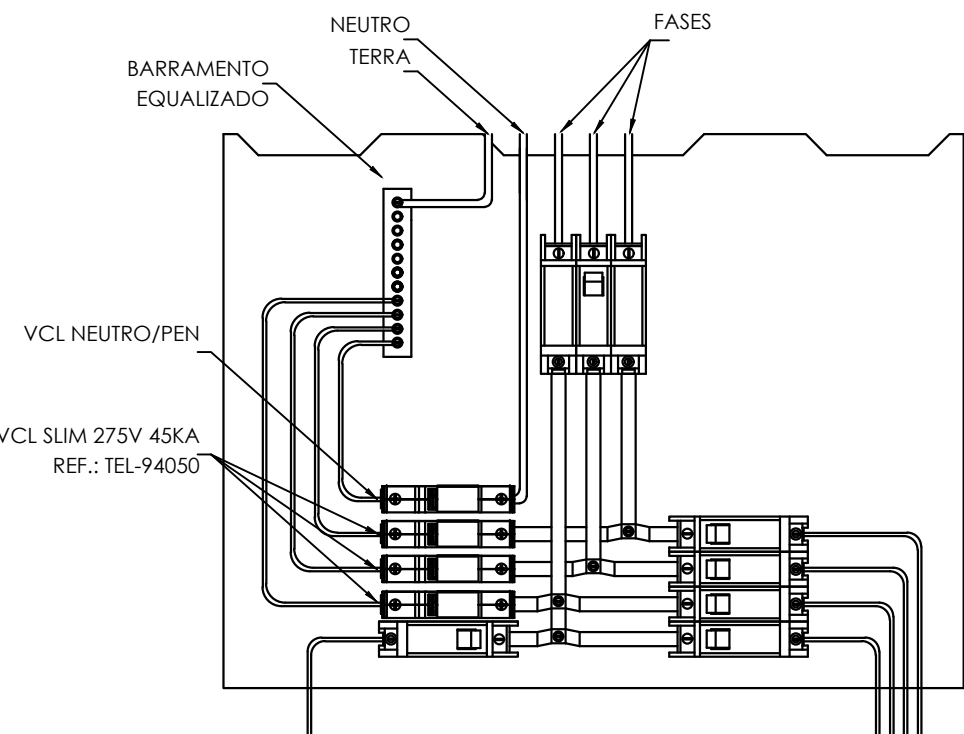 NEUTRO
FASES
TERRA
BARRAMENTO
EQUALIZADO
VCL NEUTRO/PEN
VCL SLIM 275V 45KA
REF.: TEL-94050